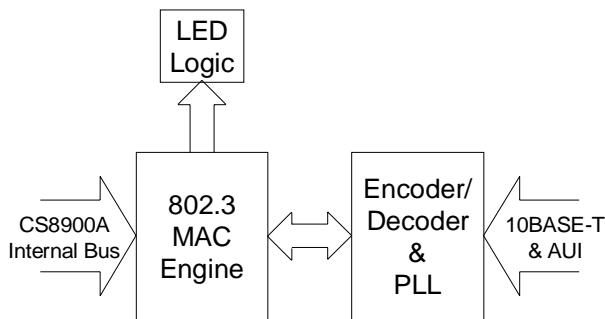 LED
Logic
CS8900A
Internal Bus
802.3
MAC
Engine
Encoder/
Decoder
&
PLL
10BASE-T
& AUI